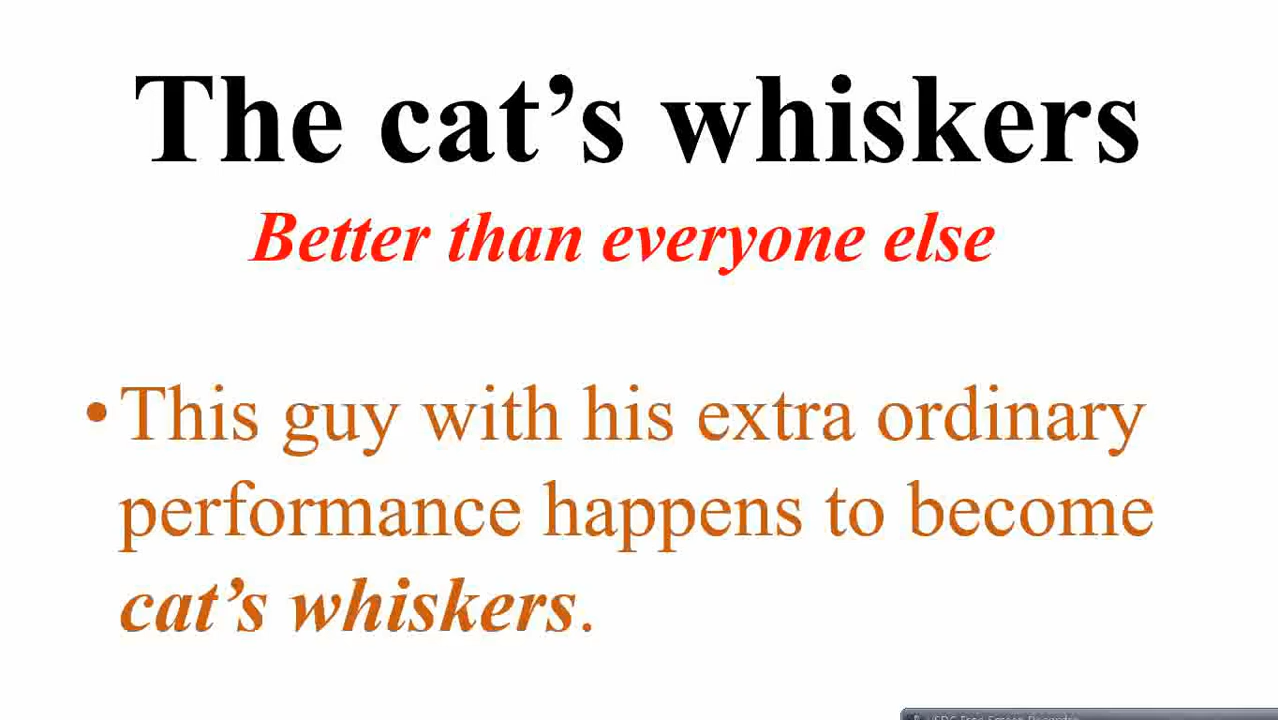 The cat’s whiskers
Better than everyone else
•This guy with his extra ordinary
performance happens to become
cat’s whiskers.